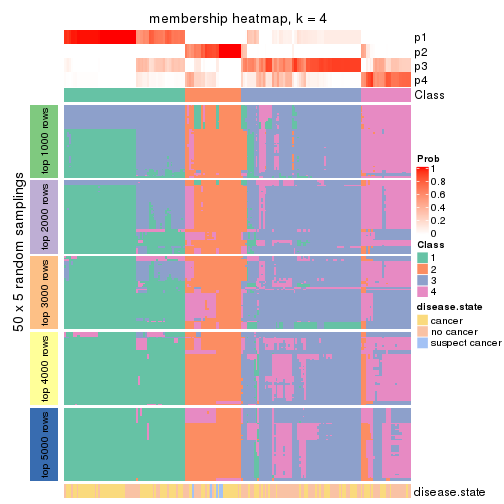 membership heatmap, k = 4
p1
p2
p3
p4
Class
50 x 5 random samplings
top 1000 rows
top 2000 rows
top 3000 rows
top 4000 rows
top 5000 rows
Prob
1
0.8
0.6
0.4
0.2
0
Class
1
2
3
4
disease.state
cancer
no cancer
suspect cancer
disease.state